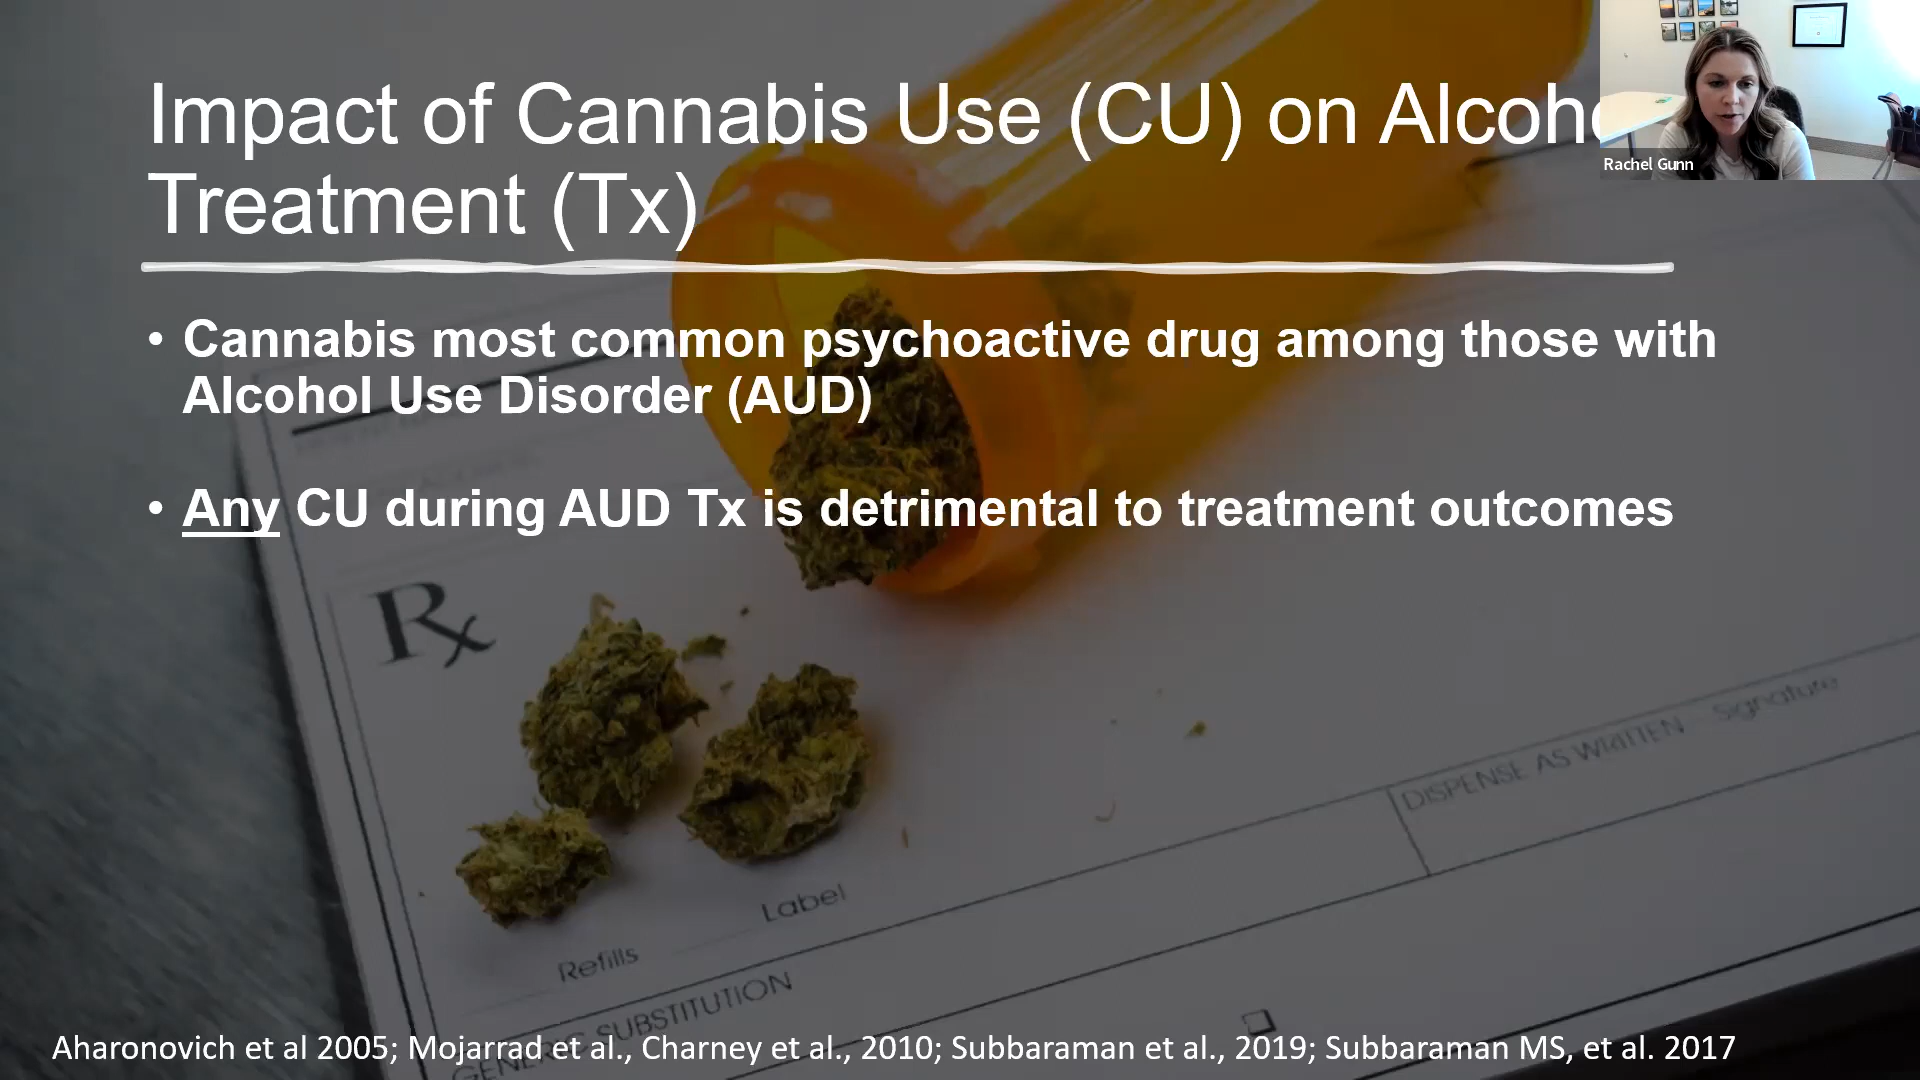 Impact of Cannabis Use (CU) on Alcoho
Treatment (Tx)
Rachel Gunn
• Cannabis most common psychoactive drug among those with
Alcohol Use Disorder (AUD)
• Any CU during AUD Tx is detrimental to treatment outcomes
Rx
DISPENSE AS WRITTEN
Signature
Label
Refills
GENERIC SUBSTITUTION
Aharonovich et al 2005; Mojarrad et al., Charney et al., 2010; Subbaraman et al., 2019; Subbaraman MS, et al. 2017